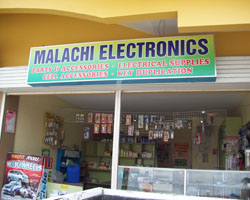 MALACHI ELECTRONICS
PARTS & ACCESSORIES - ELECTRICAL SUPPLIES
CELL ACCESSORIES - KEY DUPLICATION